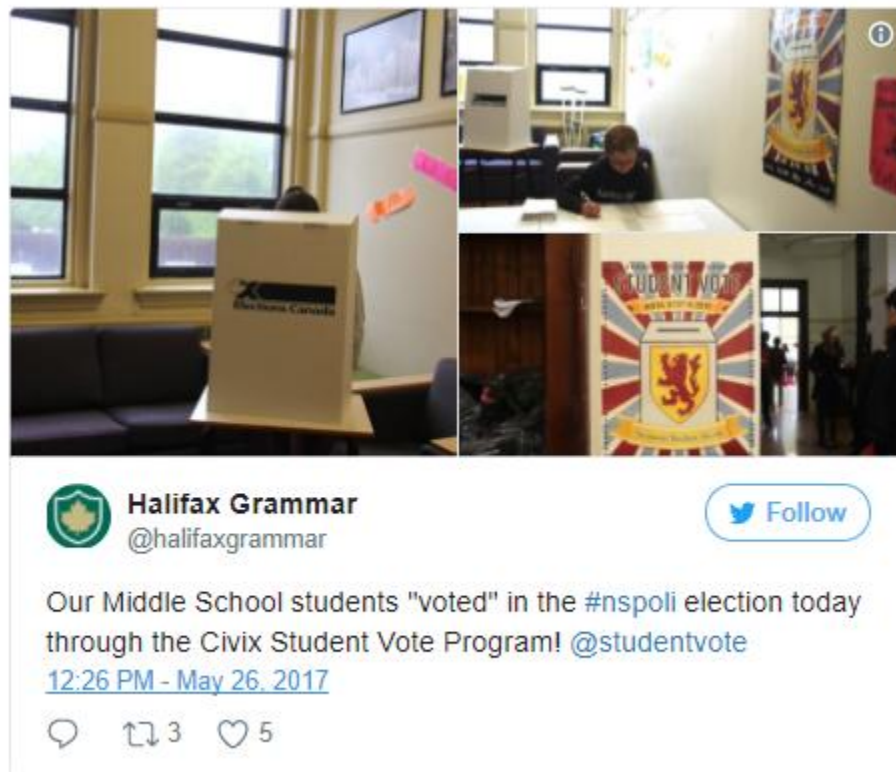 Elections Canada
STUDENT VOTE
Halifax Grammar
@halifaxgrammar
Follow
Our Middle School students "voted" in the #nspoli election today
through the Civix Student Vote Program! @studentvote
12:26 PM - May 26, 2017
3
5